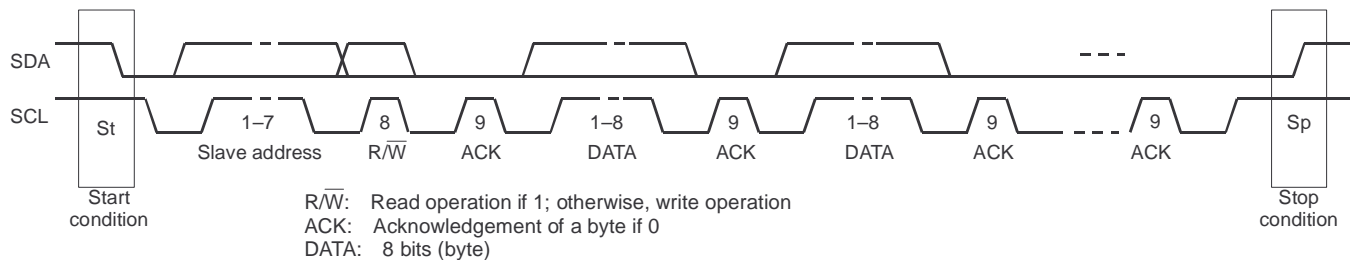 SDA
SCL
St 1–7 8 9 1–8 9 1–8 9 9 Sp
Slave address R/W̅ ACK DATA ACK DATA ACK ACK
Start
condition
Stop
condition
R/W̅: Read operation if 1; otherwise, write operation
ACK: Acknowledgement of a byte if 0
DATA: 8 bits (byte)